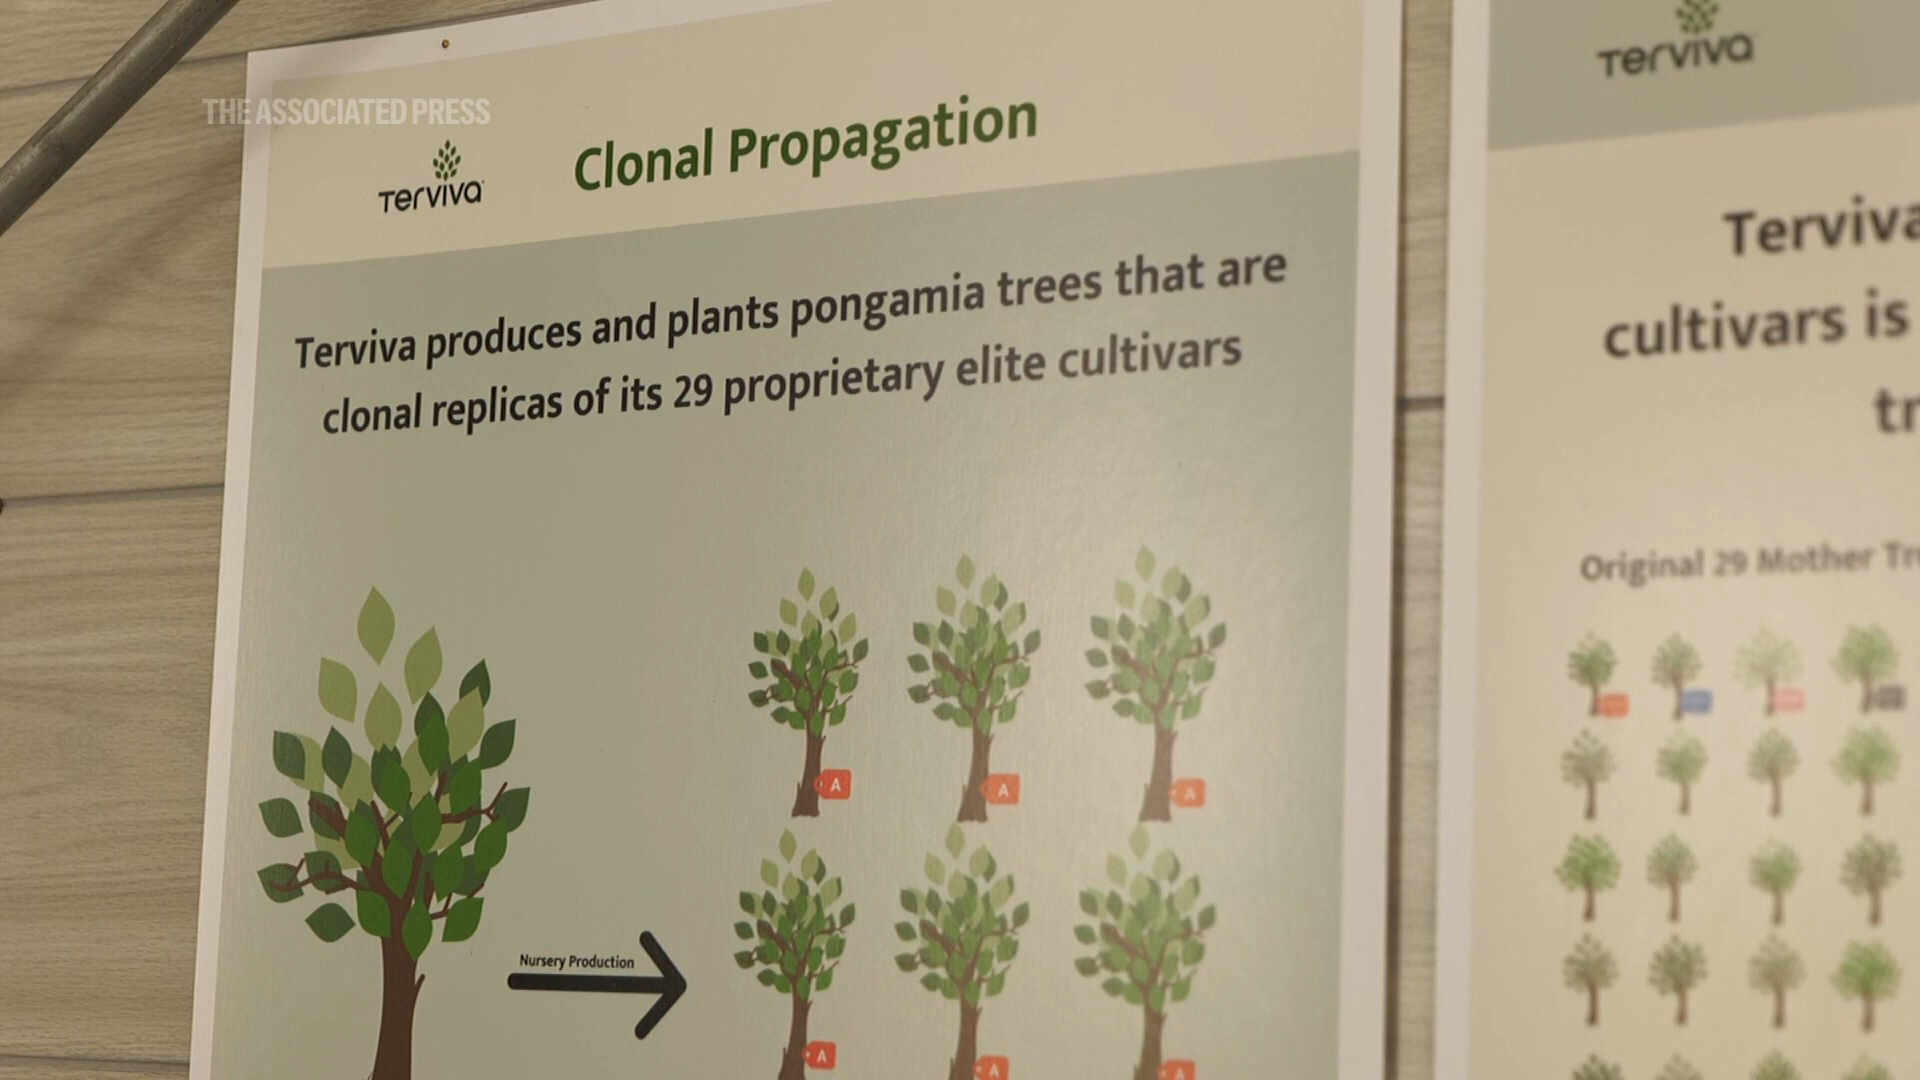 THE ASSOCIATED PRESS
Terviva
Clonal Propagation
Terviva produces and plants pongamia trees that are
clonal replicas of its 29 proprietary elite cultivars
A
A
A
Nursery Production
A
A
A
Terviva
Terviva
cultivars is
Original 29 Mother